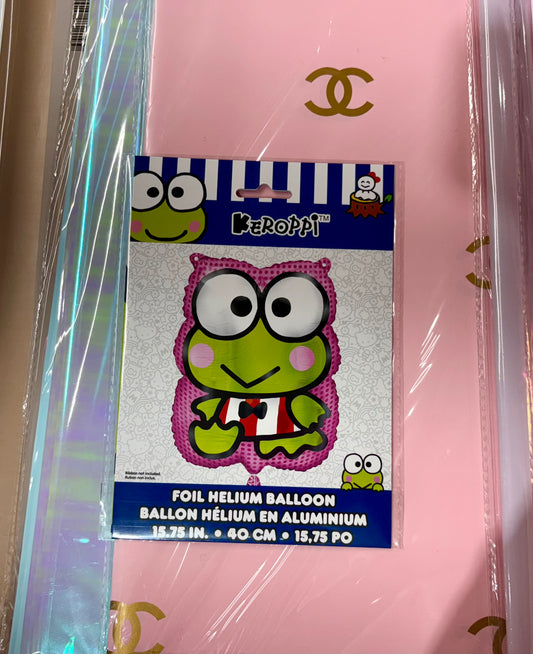 KEROPPi™
Ribbon not included.
Ruban non inclus.
FOIL HELIUM BALLOON
BALLON HÉLIUM EN ALUMINIUM
15.75 IN. • 40 CM • 15,75 PO